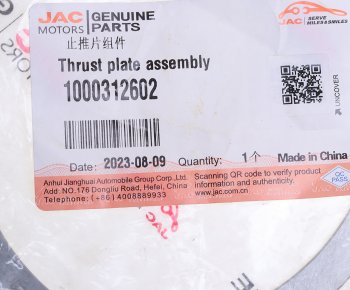 JAC MOTORS GENUINE PARTS
JAC SERVE MILES&SMILES
止推片组件
Thrust plate assembly
1000312602
UNCOVER
Date: 2023-08-09 Quantity: 1个 Made in China
Anhui Jianghuai Automobile Group Corp.,Ltd.
Add: NO.176 Dongliu Road, Hefei, China
Telephone: (+86) 4008889933
Scanning QR code to verify product information and authenticity.
www.jac.com.cn
QC PASS